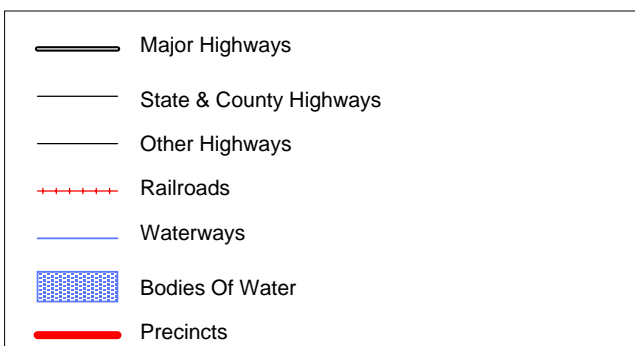 Major Highways
State & County Highways
Other Highways
Railroads
Waterways
Bodies Of Water
Precincts